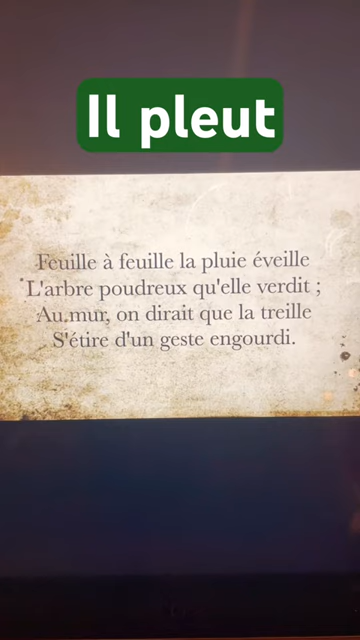 Il pleut
Feuille à feuille la pluie éveille
L'arbre poudreux qu'elle verdit ;
Au mur, on dirait que la treille
S'étire d'un geste engourdi.